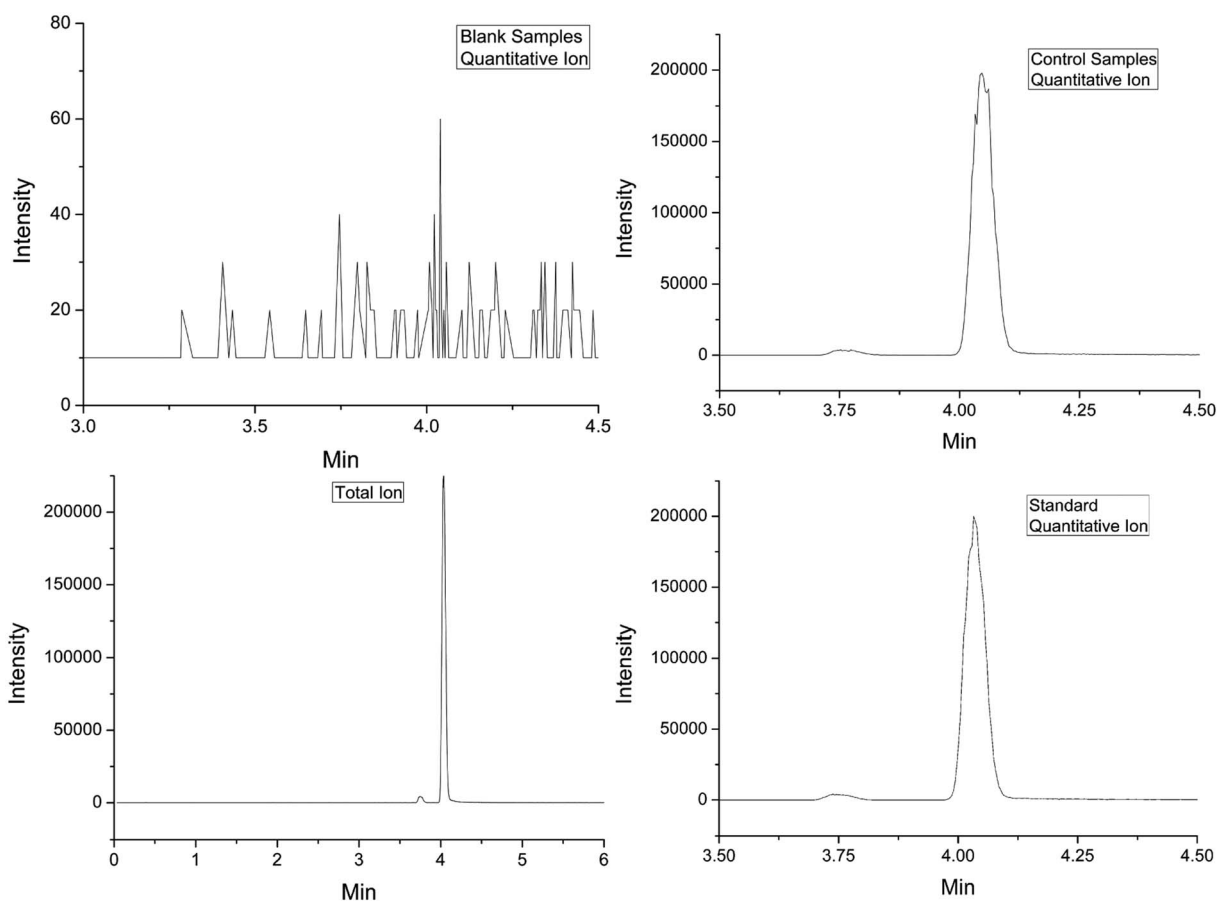 80
60
40
20
0
Intensity
Blank Samples
Quantitative Ion
3.0
3.5
4.0
4.5
Min
200000
150000
100000
50000
0
Intensity
Control Samples
Quantitative Ion
3.50
3.75
4.00
4.25
4.50
Min
200000
150000
100000
50000
0
Intensity
Total Ion
0
1
2
3
4
5
6
Min
200000
150000
100000
50000
0
Intensity
Standard
Quantitative Ion
3.50
3.75
4.00
4.25
4.50
Min